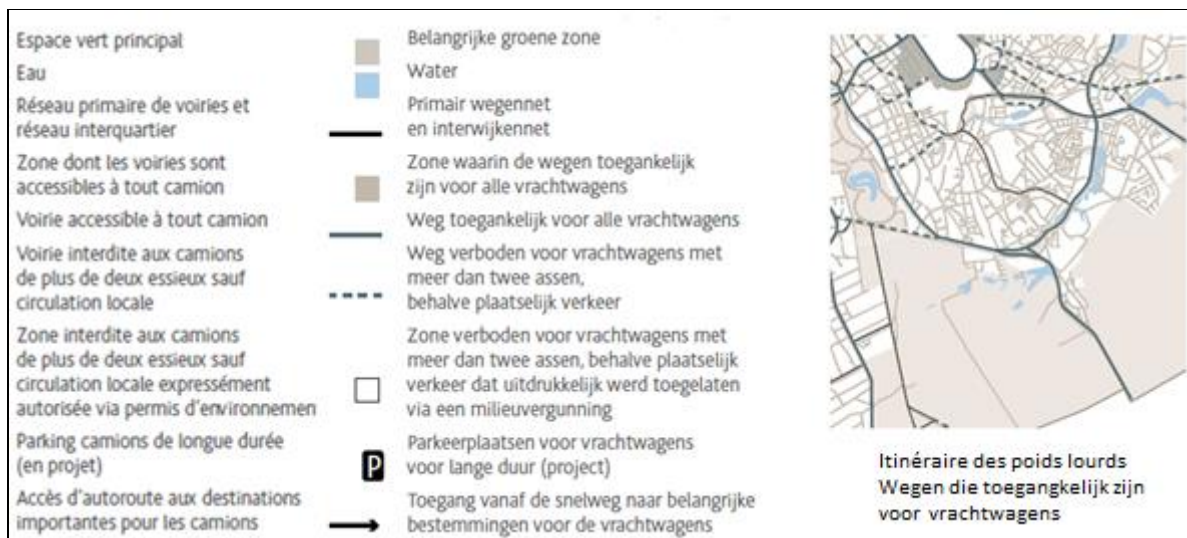 Espace vert principal
Belangrijke groene zone
Eau
Water
Réseau primaire de voiries et
réseau interquartier
Primair wegennet
en interwijkennet
Zone dont les voiries sont
accessibles à tout camion
Zone waarin de wegen toegankelijk
zijn voor alle vrachtwagens
Voirie accessible à tout camion
Weg toegankelijk voor alle vrachtwagens
Voirie interdite aux camions
de plus de deux essieux sauf
circulation locale
Weg verboden voor vrachtwagens met
meer dan twee assen,
behalve plaatselijk verkeer
Zone interdite aux camions
de plus de deux essieux sauf
circulation locale expressément
autorisée via permis d'environnemen
Zone verboden voor vrachtwagens met
meer dan twee assen, behalve plaatselijk
verkeer dat uitdrukkelijk werd toegelaten
via een milieuvergunning
Parking camions de longue durée
(en projet)
P
Parkeerplaatsen voor vrachtwagens
voor lange duur (project)
Accès d'autoroute aux destinations
importantes pour les camions
Toegang vanaf de snelweg naar belangrijke
bestemmingen voor de vrachtwagens
Itinéraire des poids lourds
Wegen die toegangkelijk zijn
voor vrachtwagens